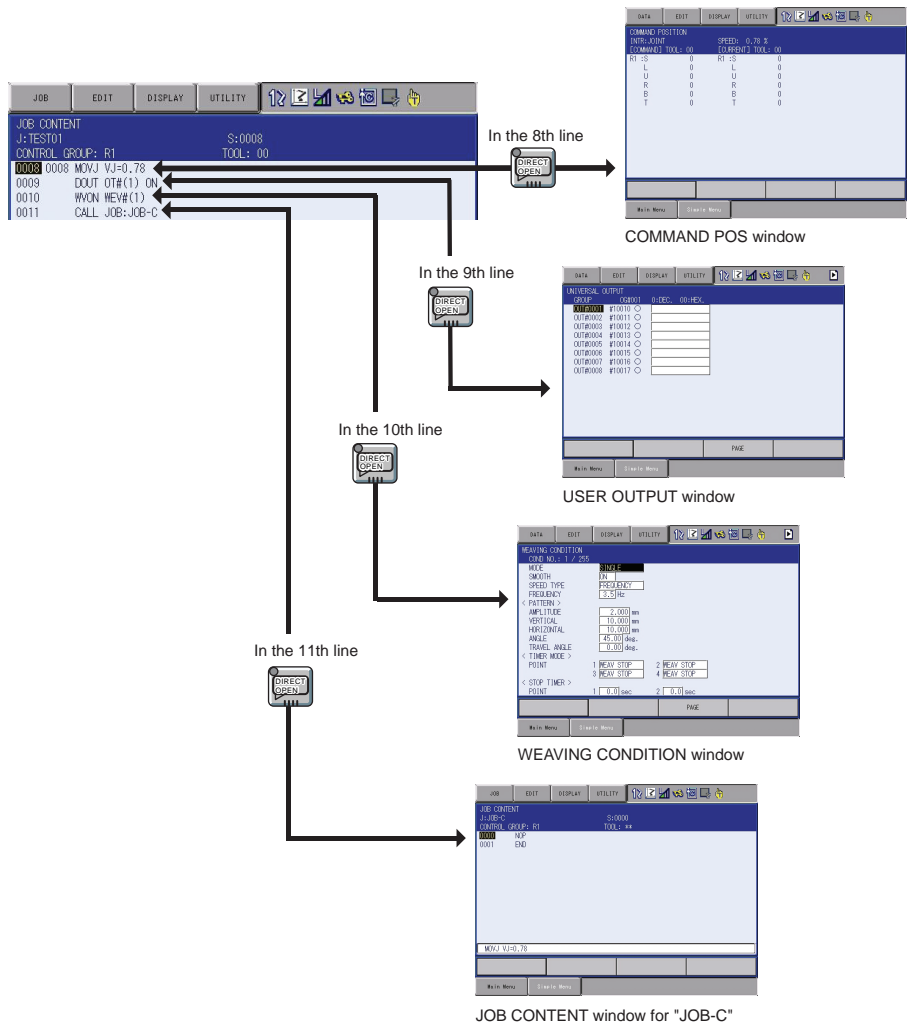 JOB EDIT DISPLAY UTILITY
JOB CONTENT
J:TEST01 S:0008
CONTROL GROUP: R1 TOOL: 00
0008 0008 MOVJ VJ=0.78
0009 DOUT OT#(1) ON
0010 WVON WEV#(1)
0011 CALL JOB:JOB-C
In the 8th line
DIRECT
OPEN
DATA EDIT DISPLAY UTILITY
COMMAND POSITION
INTR:JOINT SPEED: 0.78 %
[COMMAND] TOOL: 00 [CURRENT] TOOL: 00
R1 :S 0 R1 :S 0
L 0 L 0
U 0 U 0
R 0 R 0
B 0 B 0
T 0 T 0
Main Menu Simple Menu
COMMAND POS window
In the 9th line
DIRECT
OPEN
DATA EDIT DISPLAY UTILITY
UNIVERSAL OUTPUT
GROUP OG#001 0:DEC. 00:HEX.
OUT#0001 #10010
OUT#0002 #10011
OUT#0003 #10012
OUT#0004 #10013
OUT#0005 #10014
OUT#0006 #10015
OUT#0007 #10016
OUT#0008 #10017
PAGE
Main Menu Simple Menu
USER OUTPUT window
In the 10th line
DIRECT
OPEN
DATA EDIT DISPLAY UTILITY
WEAVING CONDITION
COND NO.: 1 / 255
MODE SINGLE
SMOOTH ON
SPEED TYPE FREQUENCY
FREQUENCY 3.5 Hz
< PATTERN >
AMPLITUDE 2.000 mm
VERTICAL 10.000 mm
HORIZONTAL 10.000 mm
ANGLE 45.00 deg.
TRAVEL ANGLE 0.00 deg.
< TIMER MODE >
POINT 1 WEAV STOP 2 WEAV STOP
3 WEAV STOP 4 WEAV STOP
< STOP TIMER >
POINT 1 0.0 sec 2 0.0 sec
PAGE
Main Menu Simple Menu
WEAVING CONDITION window
In the 11th line
DIRECT
OPEN
JOB EDIT DISPLAY UTILITY
JOB CONTENT
J:JOB-C S:0000
CONTROL GROUP: R1 TOOL: **
0000 NOP
0001 END
MOVJ VJ=0.78
Main Menu Simple Menu
JOB CONTENT window for "JOB-C"